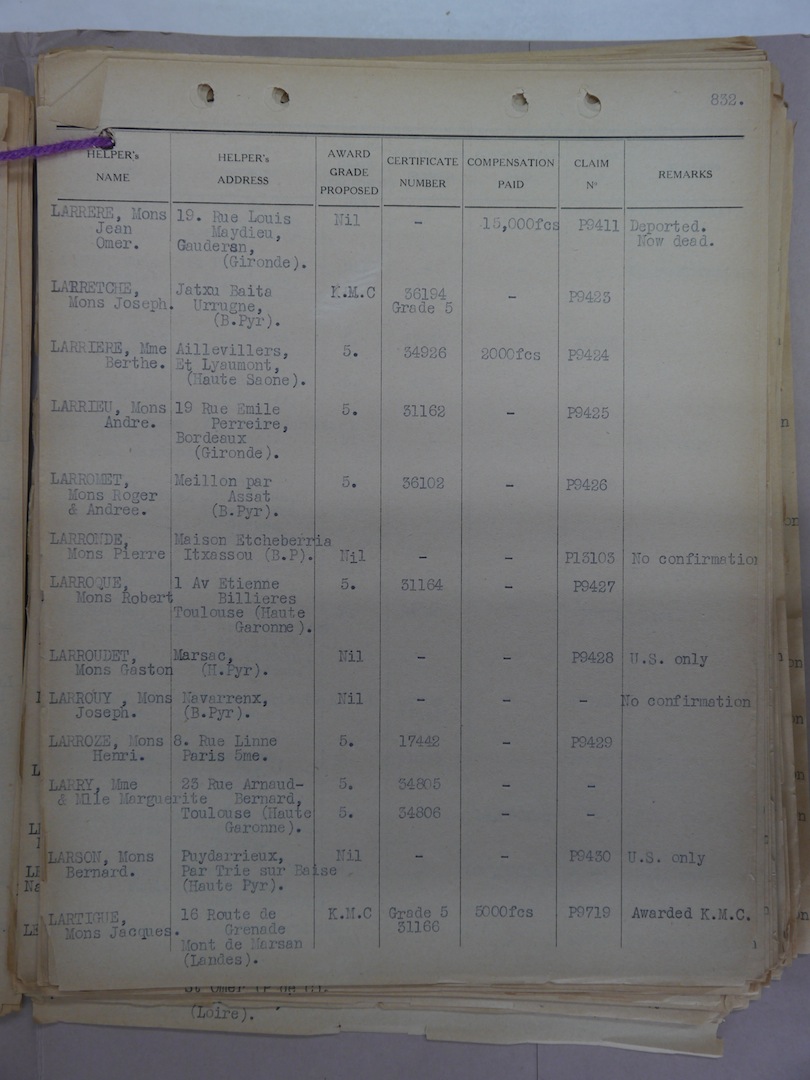 832.
HELPER's NAME
HELPER's ADDRESS
AWARD GRADE PROPOSED
CERTIFICATE NUMBER
COMPENSATION PAID
CLAIM Nº
REMARKS
LARRERE, Mons 19. Rue Louis Nil - 15,000fcs P9411 Deported.
Jean Maydieu, Now dead.
Omer. Gauderan,
(Gironde).
LARRETCHE, Jatxu Baita K.M.C 36194 - P9423
Mons Joseph. Urrugne, Grade 5
(B.Pyr).
LARRIERE, Mme Aillevillers, 5. 34926 2000fcs P9424
Berthe. Et Lyaumont,
(Haute Saone).
LARRIEU, Mons 19 Rue Emile 5. 31162 - P9425
Andre. Perreire,
Bordeaux
(Gironde).
LARROMET, Meillon par 5. 36102 - P9426
Mons Roger Assat
& Andree. (B.Pyr).
LARRONDE, Maison Etcheberria
Mons Pierre Itxassou (B.P). Nil - - P13103 No confirmation
LARROQUE, 1 Av Etienne 5. 31164 - P9427
Mons Robert Billieres
Toulouse (Haute
Garonne).
LARROUDET, Marsac, Nil - - P9428 U.S. only
Mons Gaston (H.Pyr).
LARROUY, Mons Navarrenx, Nil - - - No confirmation
Joseph. (B.Pyr).
LARROZE, Mons 8. Rue Linne 5. 17442 - P9429
Henri. Paris 5me.
LARRY, Mme 23 Rue Arnaud- 5. 34805 - -
& Mlle Marguerite Bernard,
Toulouse (Haute 5. 34806 - -
Garonne).
LARSON, Mons Puydarrieux, Nil - - P9430 U.S. only
Bernard. Par Trie sur Baise
(Haute Pyr).
LARTIGUE, 16 Route de K.M.C Grade 5 5000fcs P9719 Awarded K.M.C.
Mons Jacques. Grenade 31166
Mont de Marsan
(Landes).
(Loire).